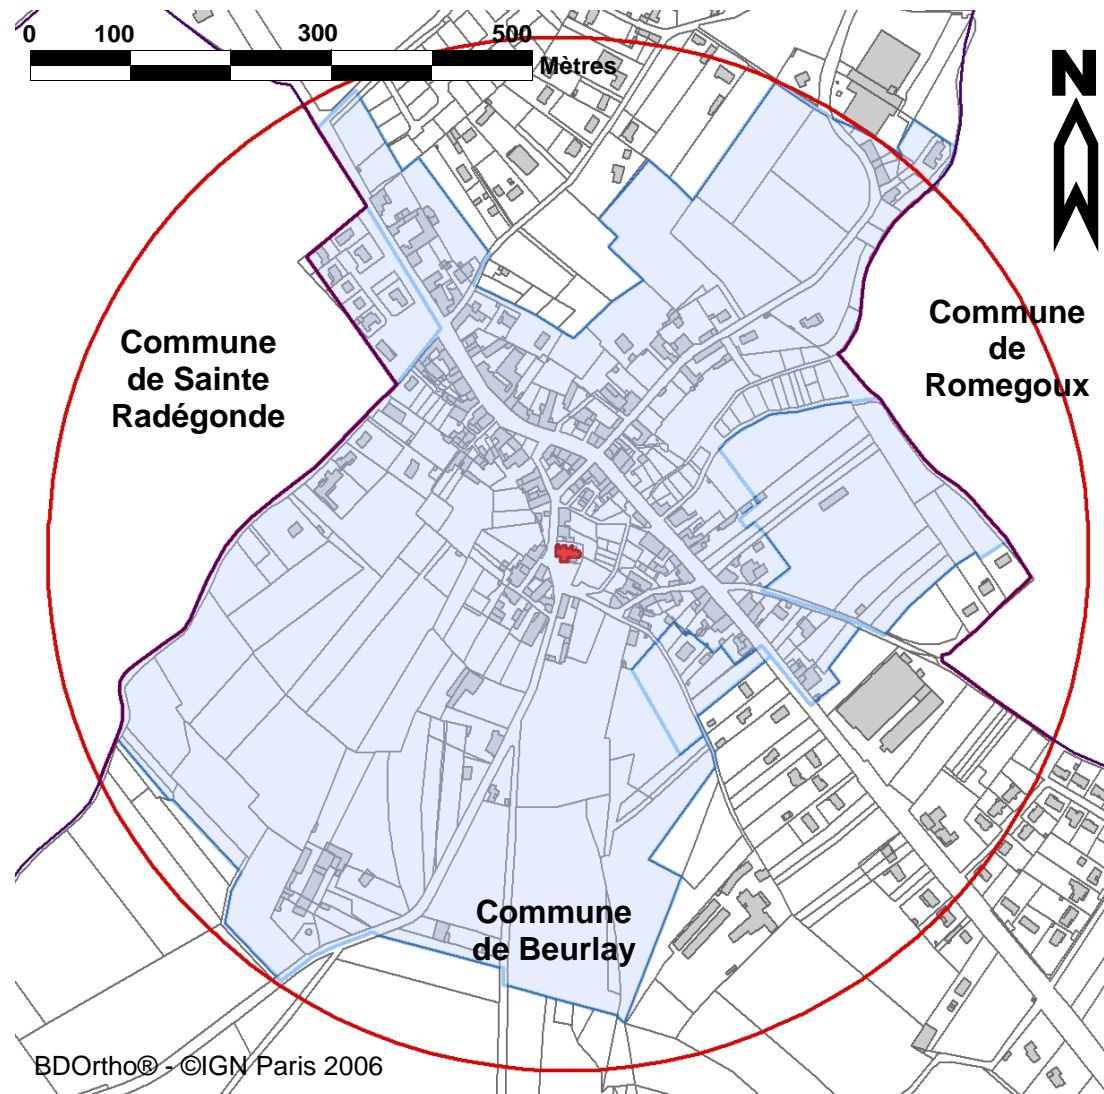 0 100 300 500
Mètres
N
Commune
de Sainte
Radégonde
Commune
de
Romegoux
Commune
de Beurlay
BDOrtho® - ©IGN Paris 2006